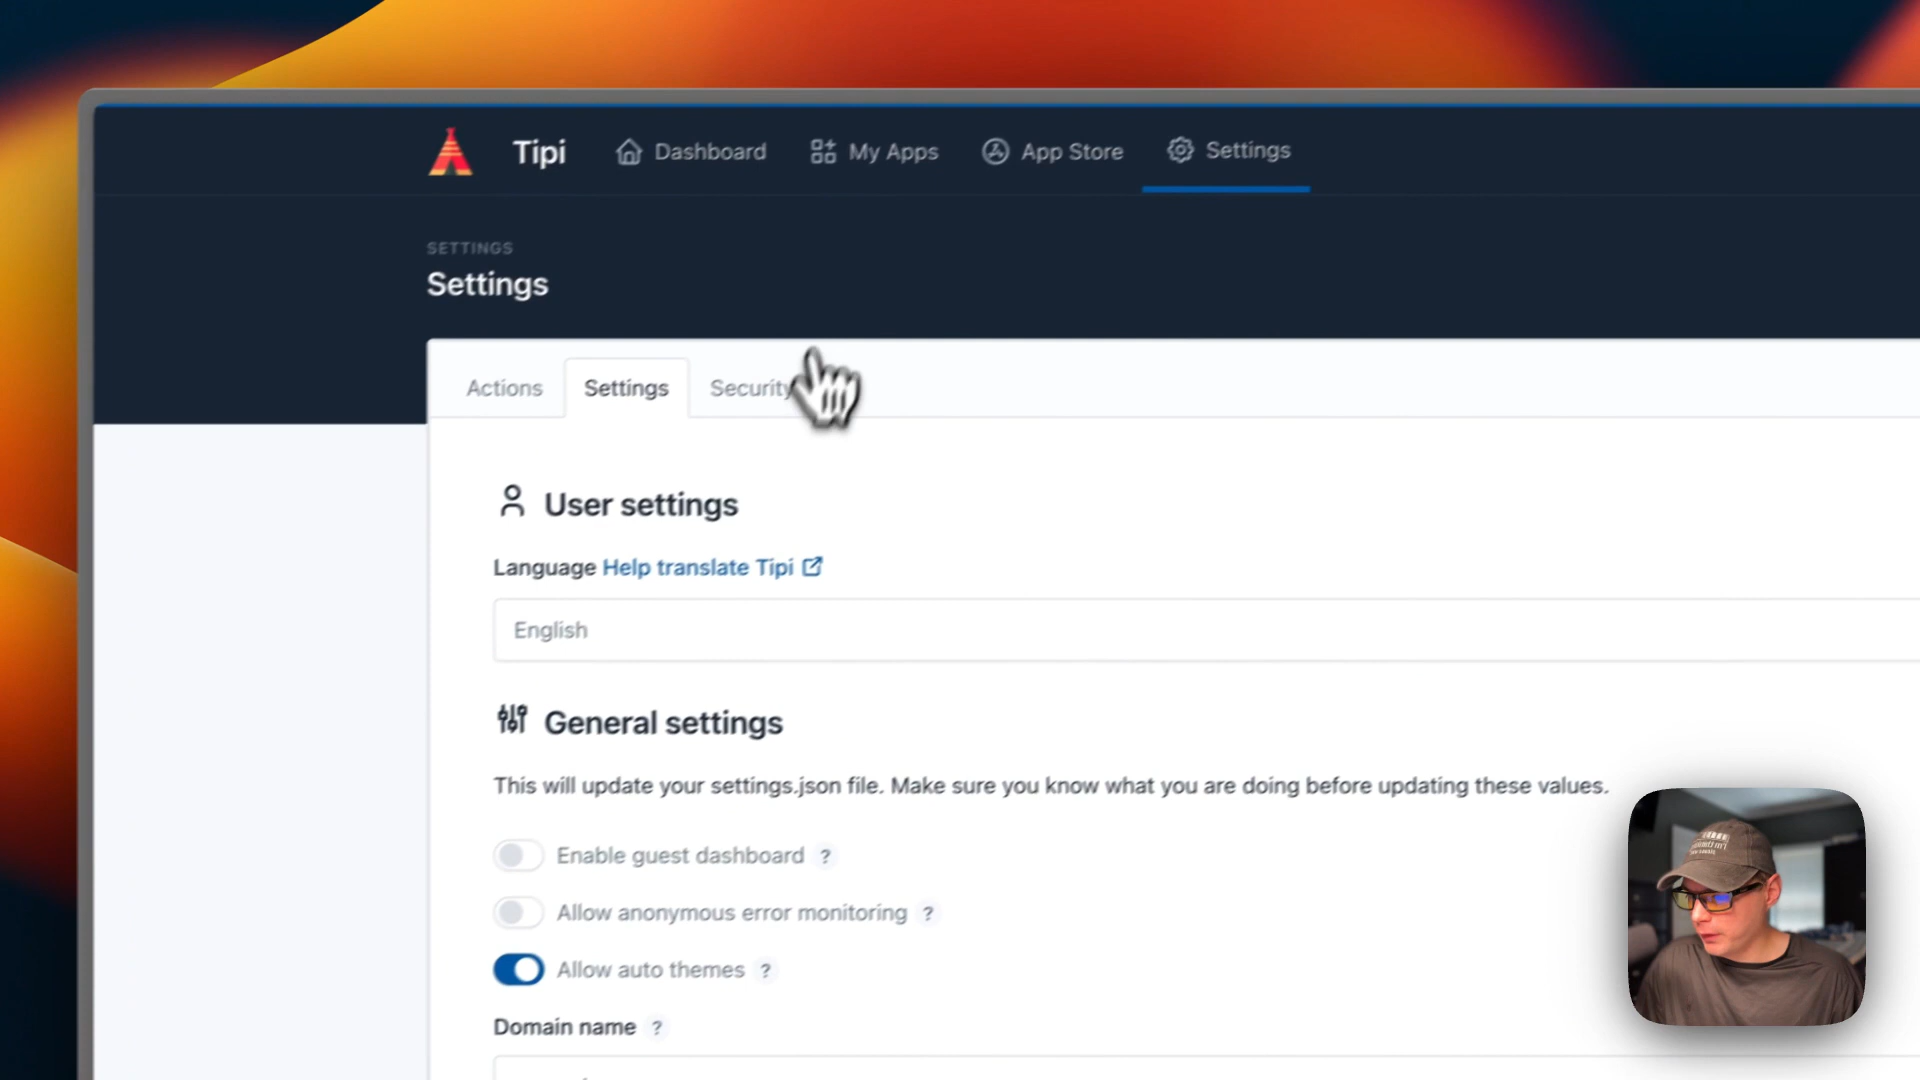 Tipi
Dashboard
My Apps
App Store
Settings
SETTINGS
Settings
Actions
Settings
Security
User settings
Language Help translate Tipi
English
General settings
This will update your settings.json file. Make sure you know what you are doing before updating these values.
Enable guest dashboard ?
Allow anonymous error monitoring ?
Allow auto themes ?
Domain name ?